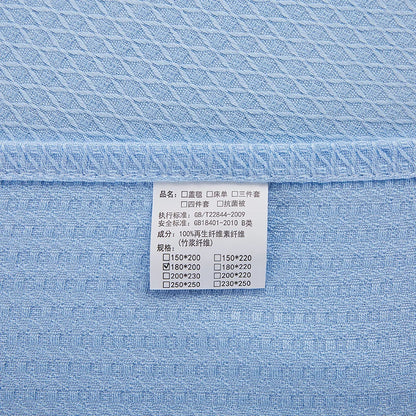 品名：□盖毯 □床单 □三件套
□四件套 □抗菌被
执行标准：GB/T22844-2009
安全标准：GB18401-2010 B类
成分：100%再生纤维素纤维
(竹浆纤维)
规格：
□150*200 □150*220
☑180*200 □180*220
□200*230 □200*220
□250*250 □230*250